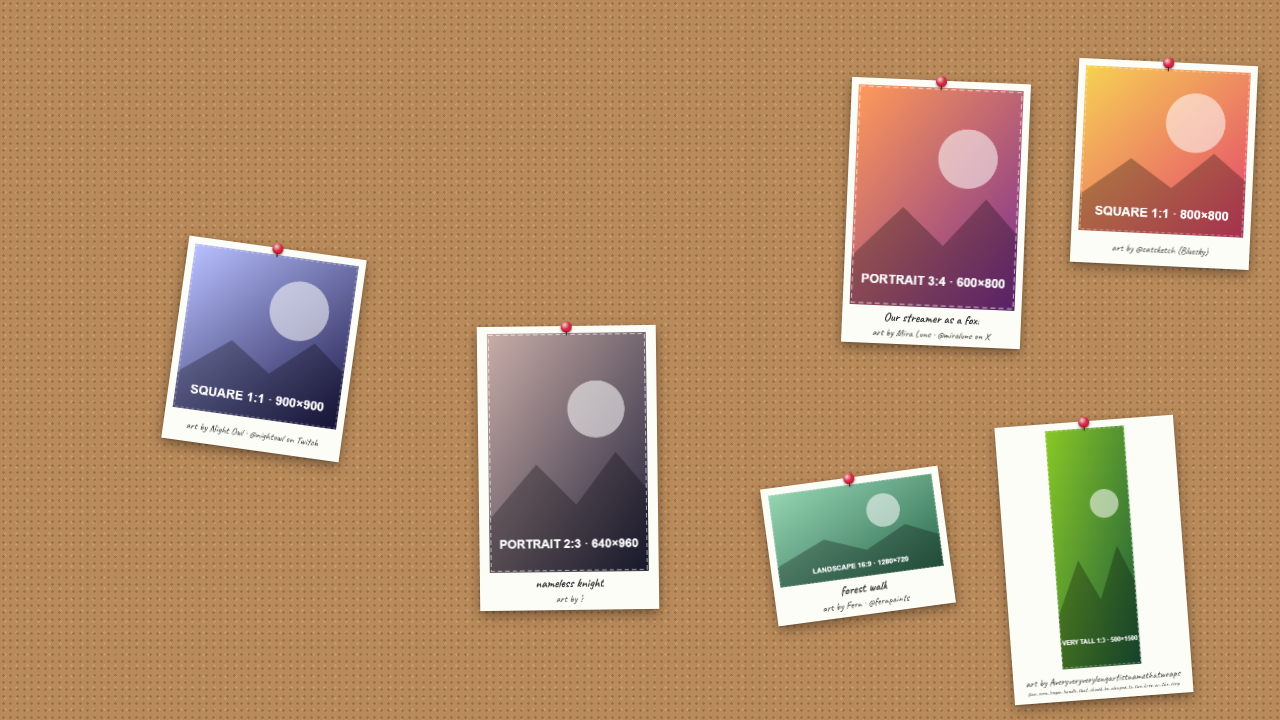 SQUARE 1:1 · 900×900
art by Night Owl · @nightowl on Twitch
PORTRAIT 2:3 · 640×960
nameless knight
art by :
PORTRAIT 3:4 · 600×800
Our streamer as a fox.
art by Mira Lune · @miralune on X
SQUARE 1:1 · 800×800
art by @catsketch (Bluesky)
LANDSCAPE 16:9 · 1280×720
forest walk
art by Fern · @fernpaints
VERY TALL 1:3 · 500×1500
art by Averyveryverylongartistnamethatwraps